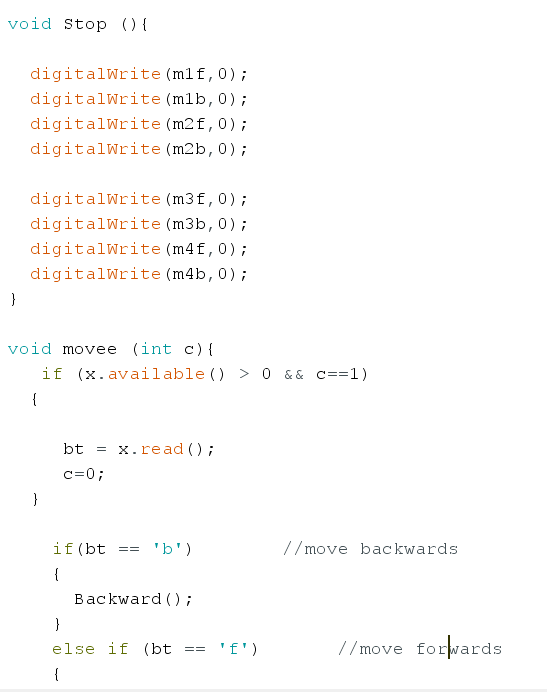 void Stop (){
digitalWrite(m1f,0);
digitalWrite(m1b,0);
digitalWrite(m2f,0);
digitalWrite(m2b,0);
digitalWrite(m3f,0);
digitalWrite(m3b,0);
digitalWrite(m4f,0);
digitalWrite(m4b,0);
}
void movee (int c){
if (x.available() > 0 && c==1)
{
bt = x.read();
c=0;
}
if(bt == 'b') //move backwards
{
Backward();
}
else if (bt == 'f') //move forwards
{